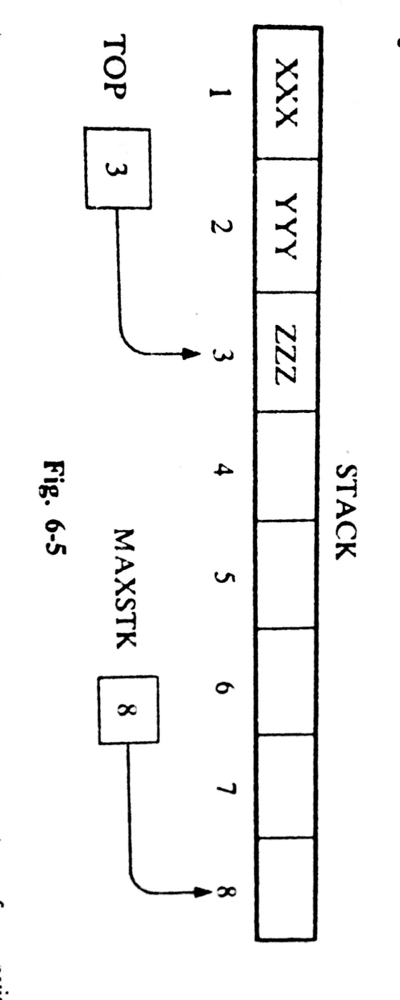 STACK
XXX YYY ZZZ
1 2 3 4 5 6 7 8
TOP 3 MAXSTK 8
Fig. 6-5